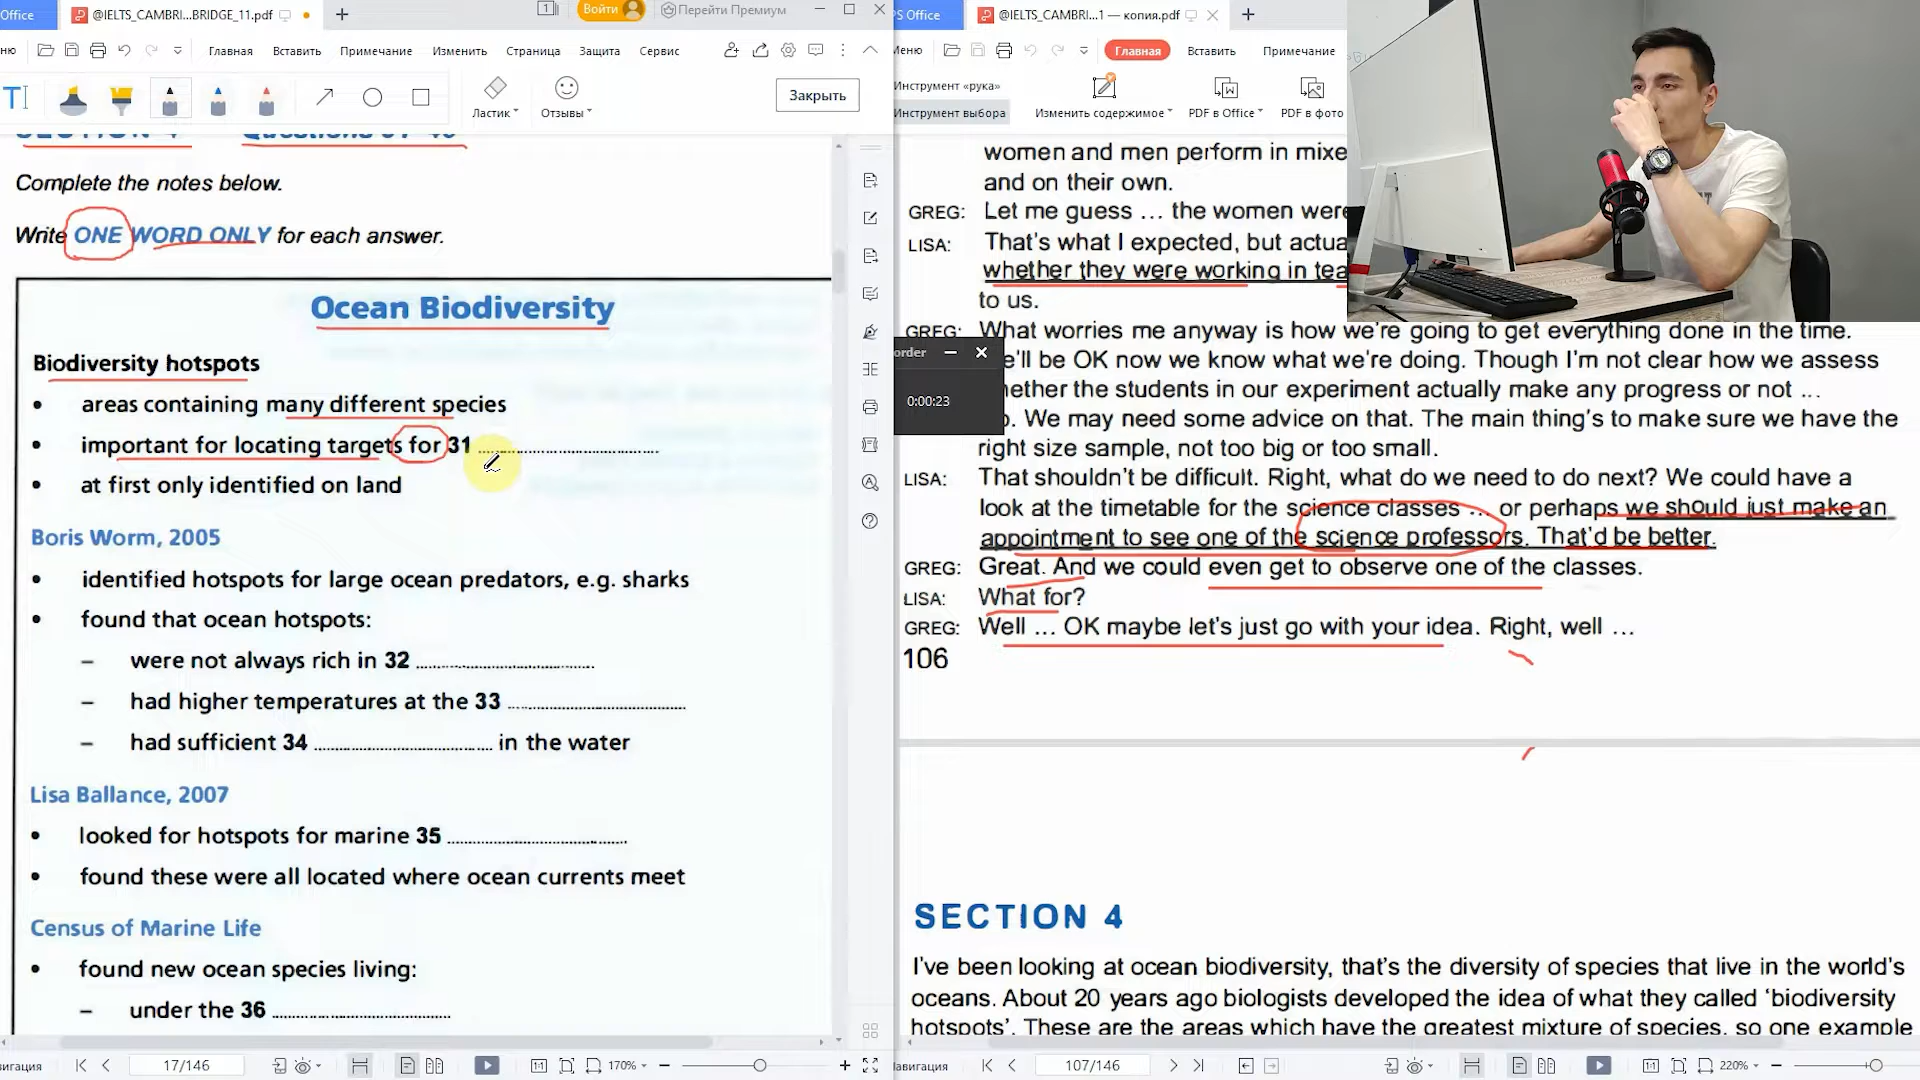 Office
@IELTS_CAMBRI...BRIDGE_11.pdf
1
Войти
Перейти Премиум
ню
Главная
Вставить
Примечание
Изменить
Страница
Защита
Сервис
Ластик
Отзывы
Закрыть
SECTION 4 Questions 31-40
Complete the notes below.
Write ONE WORD ONLY for each answer.
Ocean Biodiversity
Biodiversity hotspots
• areas containing many different species
• important for locating targets for 31 ........................................
• at first only identified on land
Boris Worm, 2005
• identified hotspots for large ocean predators, e.g. sharks
• found that ocean hotspots:
– were not always rich in 32 ........................................
– had higher temperatures at the 33 ........................................
– had sufficient 34 ........................................ in the water
Lisa Ballance, 2007
• looked for hotspots for marine 35 ........................................
• found these were all located where ocean currents meet
Census of Marine Life
• found new ocean species living:
– under the 36 ........................................
вигация
17/146
170%
PS Office
@IELTS_CAMBRI...1 — копия.pdf
Меню
Главная
Вставить
Примечание
Инструмент «рука»
Инструмент выбора
Изменить содержимое
PDF в Office
PDF в фото
women and men perform in mixe
and on their own.
GREG: Let me guess … the women were
LISA: That's what I expected, but actua
whether they were working in tea
to us.
GREG: What worries me anyway is how we're going to get everything done in the time.
e'll be OK now we know what we're doing. Though I'm not clear how we assess
hether the students in our experiment actually make any progress or not …
o. We may need some advice on that. The main thing's to make sure we have the
right size sample, not too big or too small.
LISA: That shouldn't be difficult. Right, what do we need to do next? We could have a
look at the timetable for the science classes … or perhaps we should just make an
appointment to see one of the science professors. That'd be better.
GREG: Great. And we could even get to observe one of the classes.
LISA: What for?
GREG: Well … OK maybe let's just go with your idea. Right, well …
106
order
0:00:23
SECTION 4
I've been looking at ocean biodiversity, that's the diversity of species that live in the world's
oceans. About 20 years ago biologists developed the idea of what they called 'biodiversity
hotspots'. These are the areas which have the greatest mixture of species, so one example
Навигация
107/146
220%